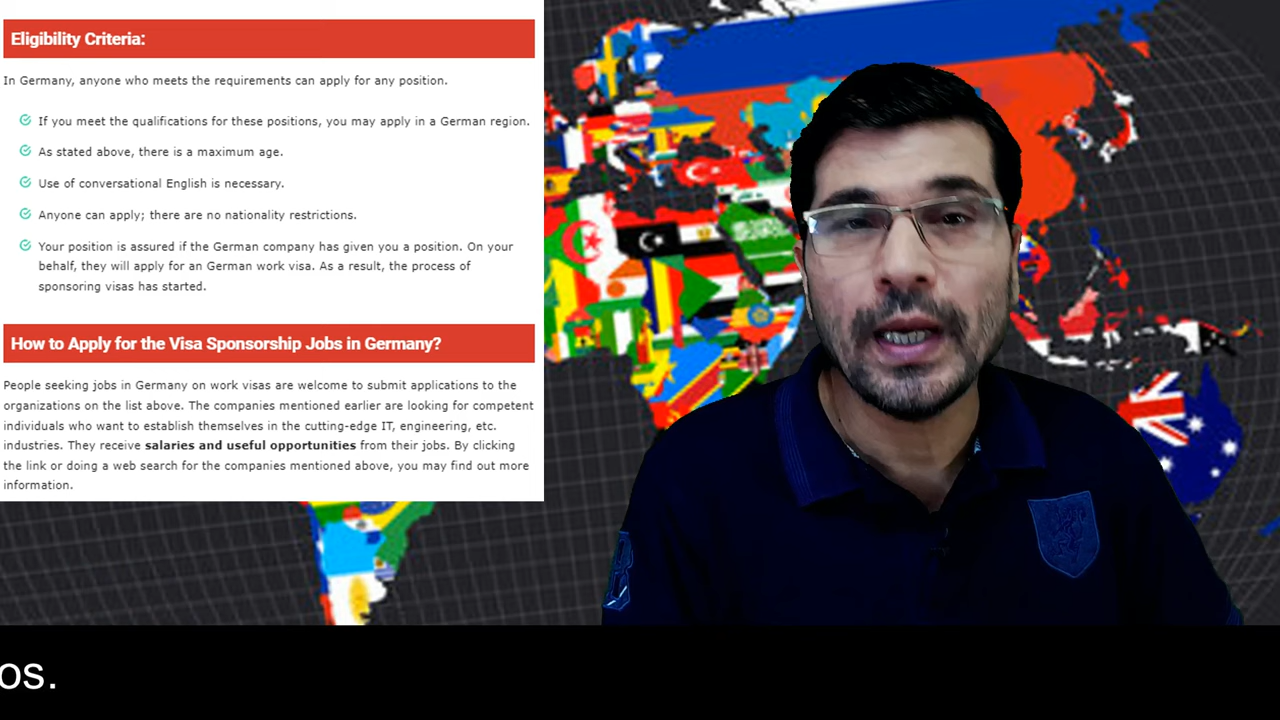 Eligibility Criteria:
In Germany, anyone who meets the requirements can apply for any position.
If you meet the qualifications for these positions, you may apply in a German region.
As stated above, there is a maximum age.
Use of conversational English is necessary.
Anyone can apply; there are no nationality restrictions.
Your position is assured if the German company has given you a position. On your
behalf, they will apply for an German work visa. As a result, the process of
sponsoring visas has started.
How to Apply for the Visa Sponsorship Jobs in Germany?
People seeking jobs in Germany on work visas are welcome to submit applications to the
organizations on the list above. The companies mentioned earlier are looking for competent
individuals who want to establish themselves in the cutting-edge IT, engineering, etc.
industries. They receive salaries and useful opportunities from their jobs. By clicking
the link or doing a web search for the companies mentioned above, you may find out more
information.
os.